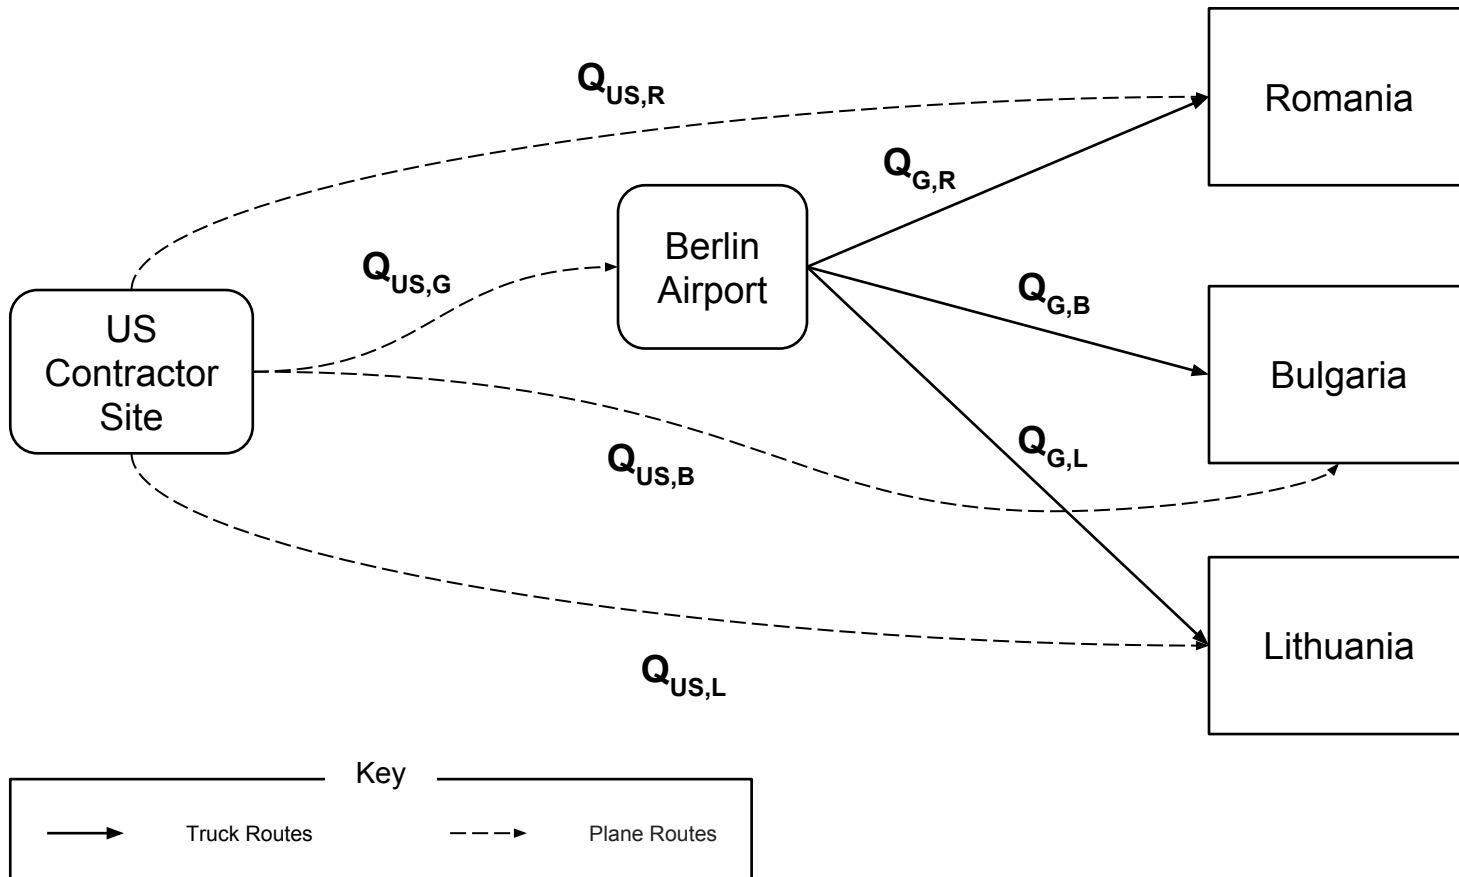 Q_US,R
Romania
Q_G,R
Berlin
Airport
Q_US,G
Q_G,B
US
Contractor
Site
Bulgaria
Q_G,L
Q_US,B
Lithuania
Q_US,L
Key
Truck Routes
Plane Routes